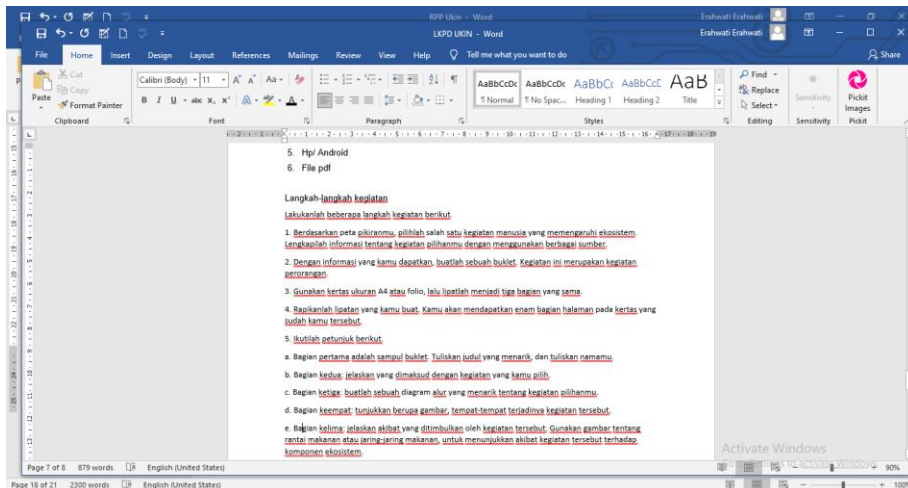 RPP Ukin - Word
Erahwati Erahwati
LKPD UKIN - Word
Erahwati Erahwati
File Home Insert Design Layout References Mailings Review View Help Tell me what you want to do Share
Cut
Copy
Format Painter
Paste
Clipboard
Calibri (Body) 11
Font
Paragraph
AaBbCcDc AaBbCcDc AaBbCc AaBbCcC AaB
¶ Normal ¶ No Spac... Heading 1 Heading 2 Title
Styles
Find
Replace
Select
Editing
Sensitivity
Sensitivity
Pickit Images
Pickit
5. Hp/ Android
6. File pdf
Langkah-langkah kegiatan
Lakukanlah beberapa langkah kegiatan berikut.
1. Berdasarkan peta pikiranmu, pilihlah salah satu kegiatan manusia yang memengaruhi ekosistem.
Lengkapilah informasi tentang kegiatan pilihanmu dengan menggunakan berbagai sumber.
2. Dengan informasi yang kamu dapatkan, buatlah sebuah buklet. Kegiatan ini merupakan kegiatan
perorangan.
3. Gunakan kertas ukuran A4 atau folio, lalu lipatlah menjadi tiga bagian yang sama.
4. Rapikanlah lipatan yang kamu buat. Kamu akan mendapatkan enam bagian halaman pada kertas yang
sudah kamu tersebut.
5. Ikutilah petunjuk berikut.
a. Bagian pertama adalah sampul buklet. Tuliskan judul yang menarik, dan tuliskan namamu.
b. Bagian kedua: jelaskan yang dimaksud dengan kegiatan yang kamu pilih.
c. Bagian ketiga: buatlah sebuah diagram alur yang menarik tentang kegiatan pilihanmu.
d. Bagian keempat: tunjukkan berupa gambar, tempat-tempat terjadinya kegiatan tersebut.
e. Bagian kelima: jelaskan akibat yang ditimbulkan oleh kegiatan tersebut. Gunakan gambar tentang
rantai makanan atau jaring-jaring makanan, untuk menunjukkan akibat kegiatan tersebut terhadap
komponen ekosistem.
Activate Windows
Page 7 of 8 879 words English (United States) 90%
Page 18 of 21 2300 words English (United States) 100%